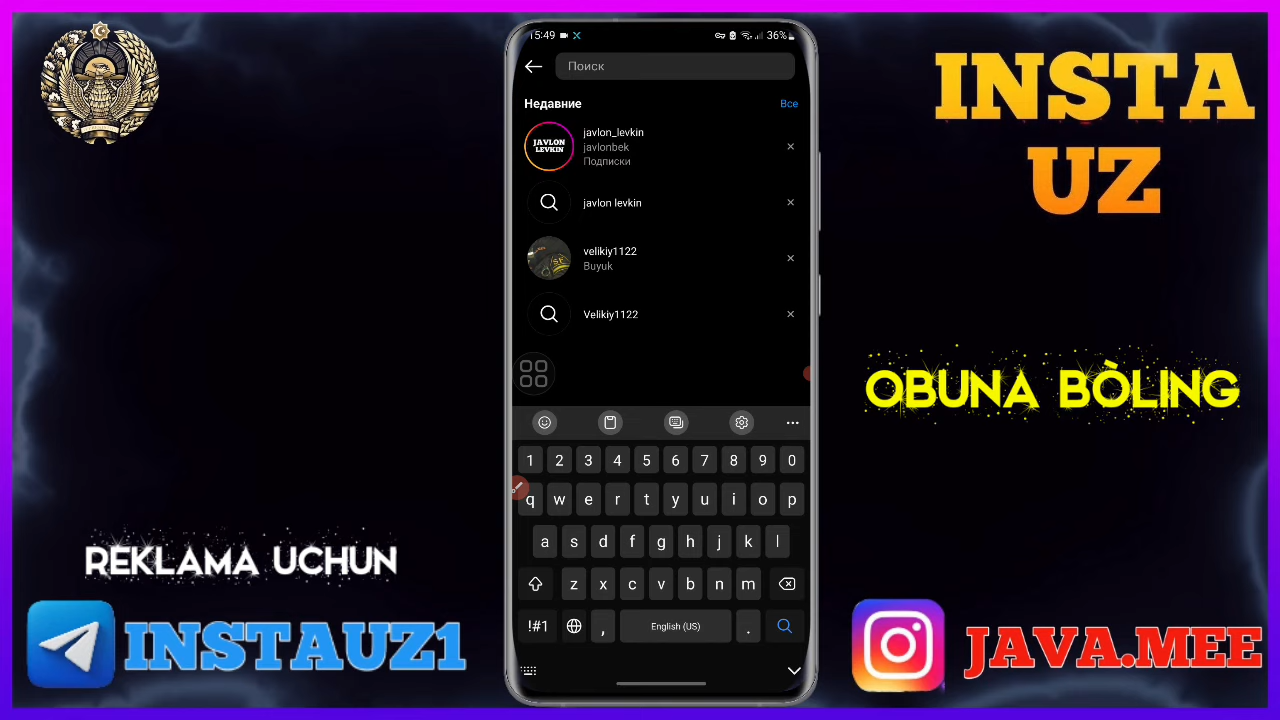 INSTA
UZ
OBUNA BÒLING
REKLAMA UCHUN
INSTAUZ1
JAVA.MEE
15:49
36%
Поиск
Недавние
Все
JAVLON
LEVKIN
javlon_levkin
javlonbek
Подписки
javlon levkin
velikiy1122
Buyuk
Velikiy1122
1 2 3 4 5 6 7 8 9 0
q w e r t y u i o p
a s d f g h j k l
z x c v b n m
!#1 , English (US) .